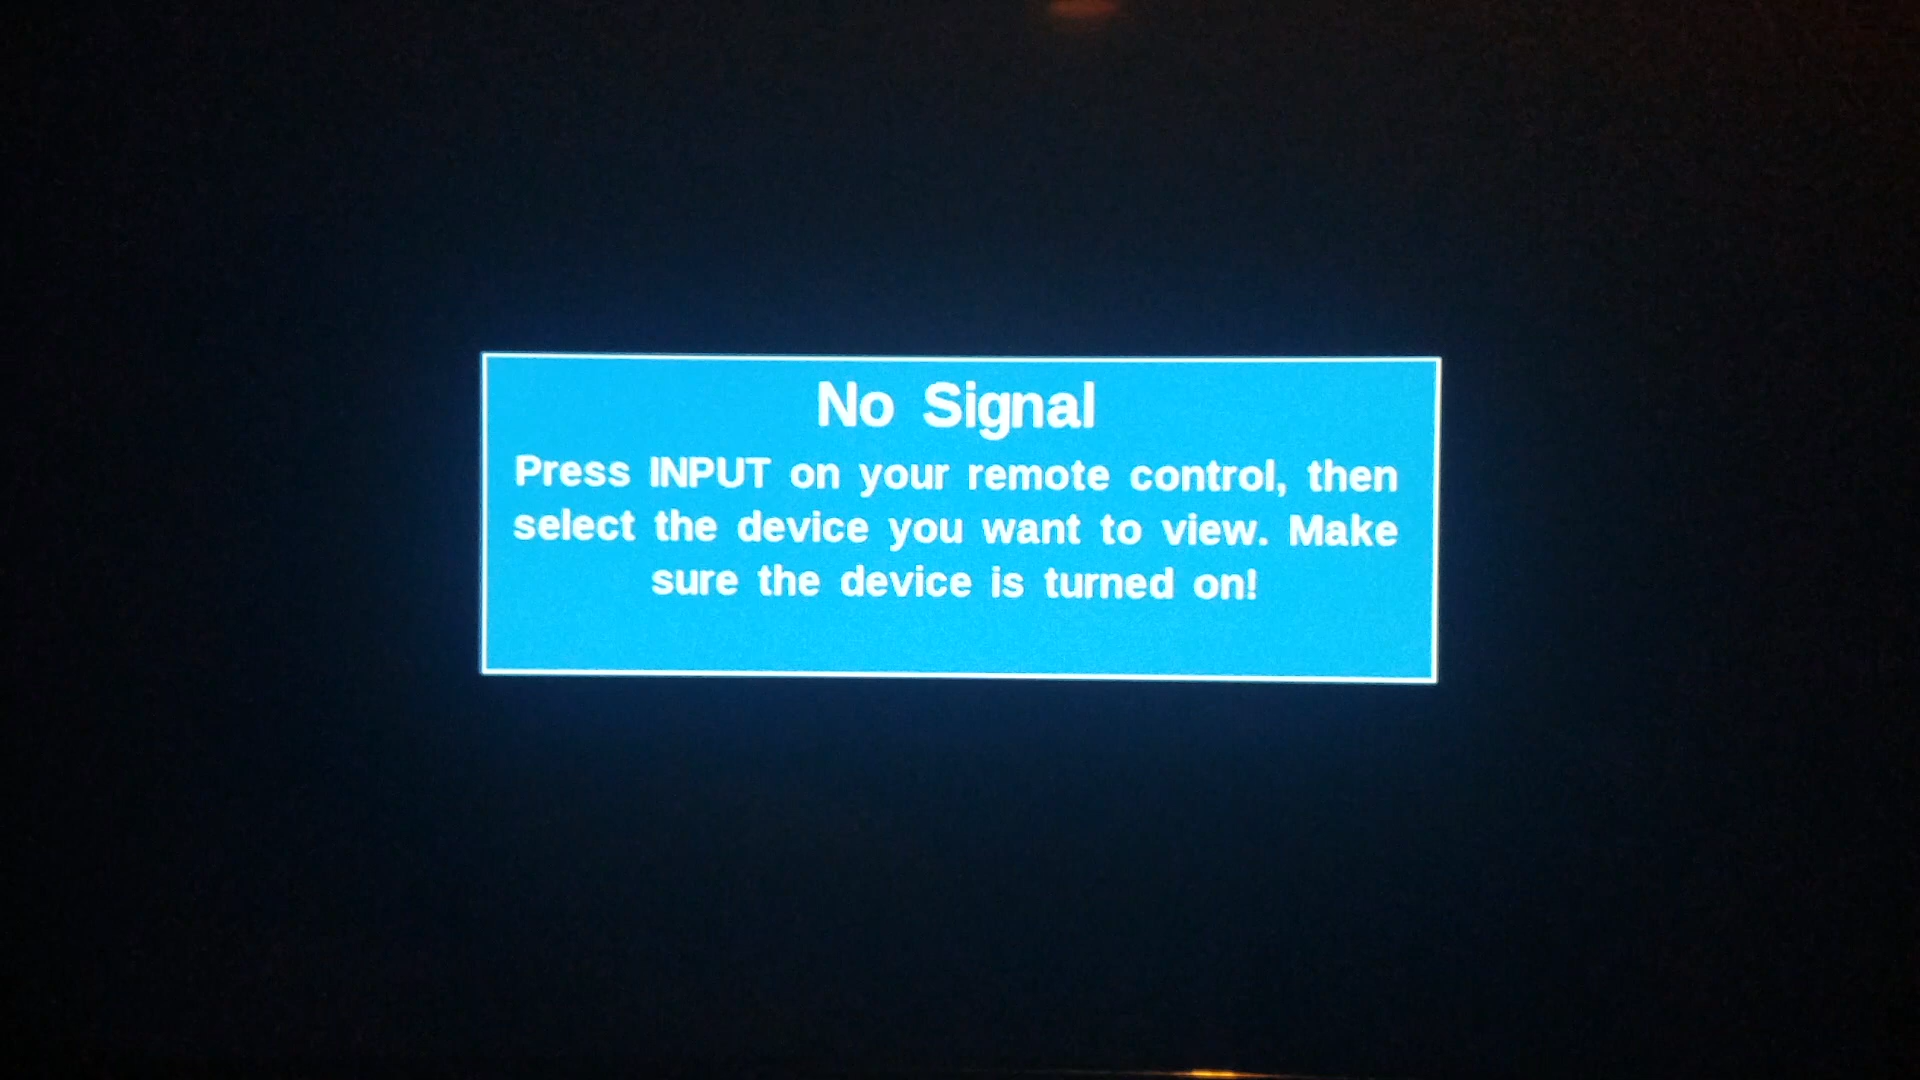 No Signal
Press INPUT on your remote control, then
select the device you want to view. Make
sure the device is turned on!